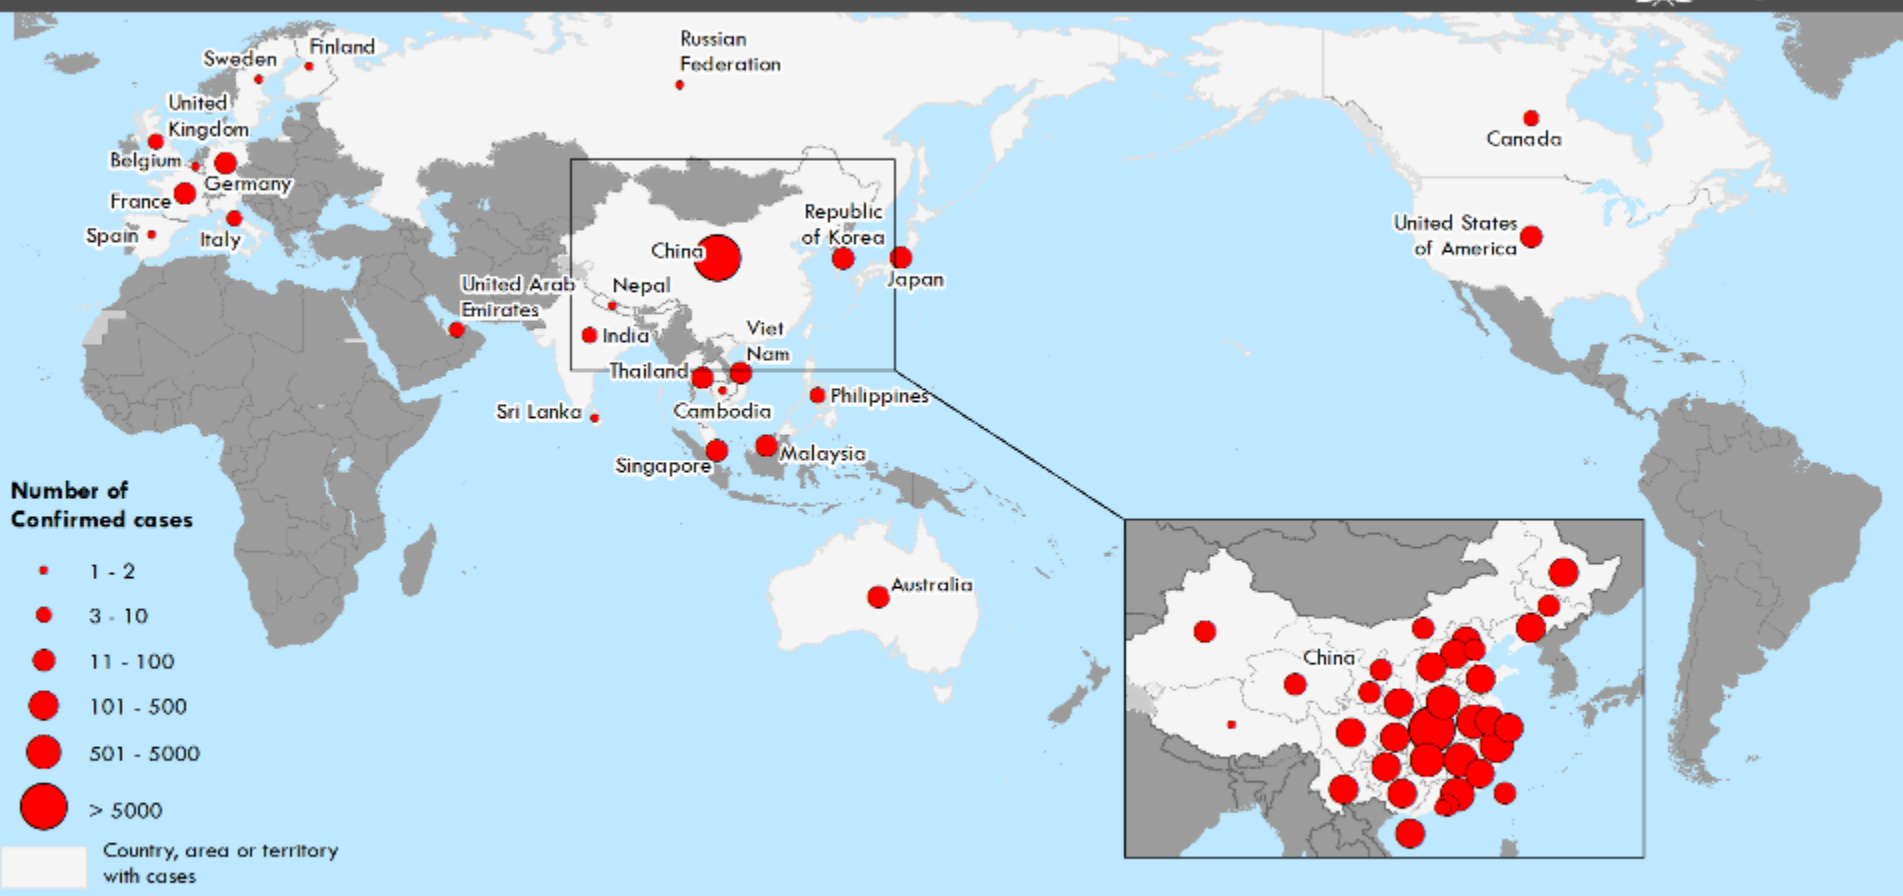 Finland
Sweden
Russian
Federation
United
Kingdom
Belgium
Germany
France
Spain
Italy
Canada
United States
of America
Republic
of Korea
China
Japan
Nepal
United Arab
Emirates
India
Viet
Nam
Thailand
Philippines
Sri Lanka
Cambodia
Malaysia
Singapore
Australia
Number of
Confirmed cases
1 - 2
3 - 10
11 - 100
101 - 500
501 - 5000
> 5000
Country, area or territory
with cases
China